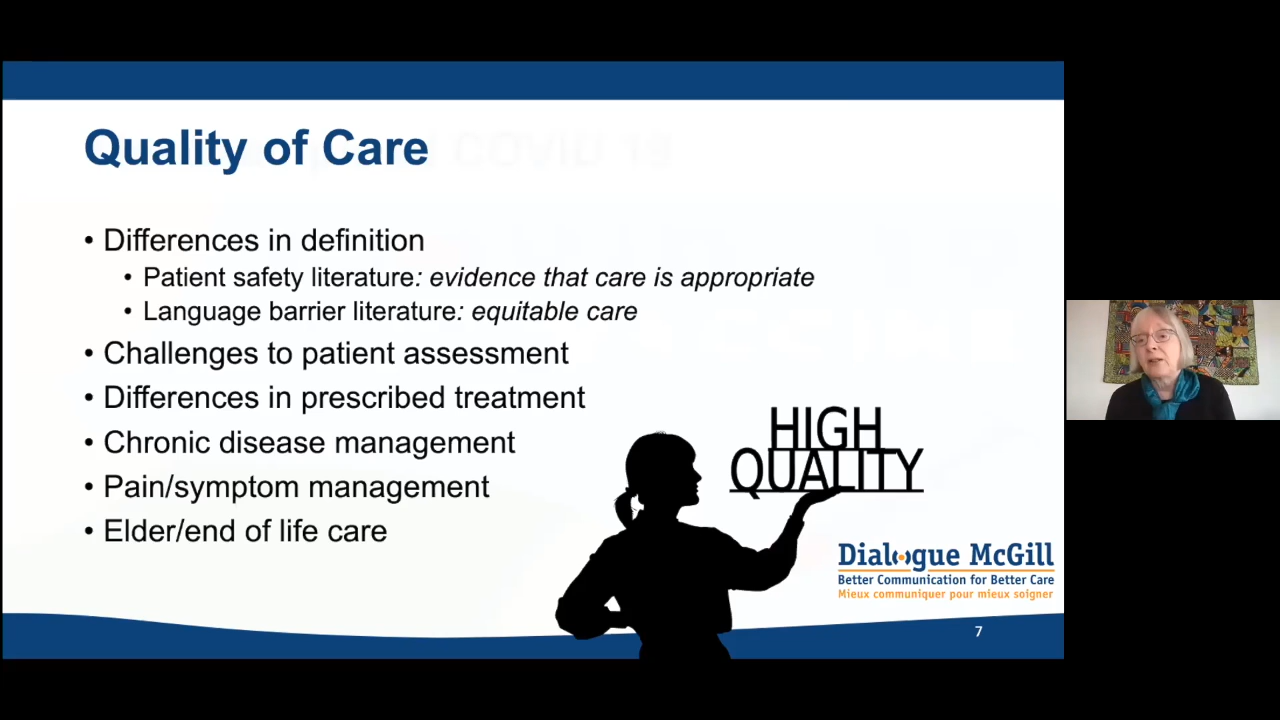 Quality of Care
• Differences in definition
• Patient safety literature: evidence that care is appropriate
• Language barrier literature: equitable care
• Challenges to patient assessment
• Differences in prescribed treatment
• Chronic disease management
• Pain/symptom management
• Elder/end of life care
HIGH
QUALITY
Dialogue McGill
Better Communication for Better Care
Mieux communiquer pour mieux soigner
7